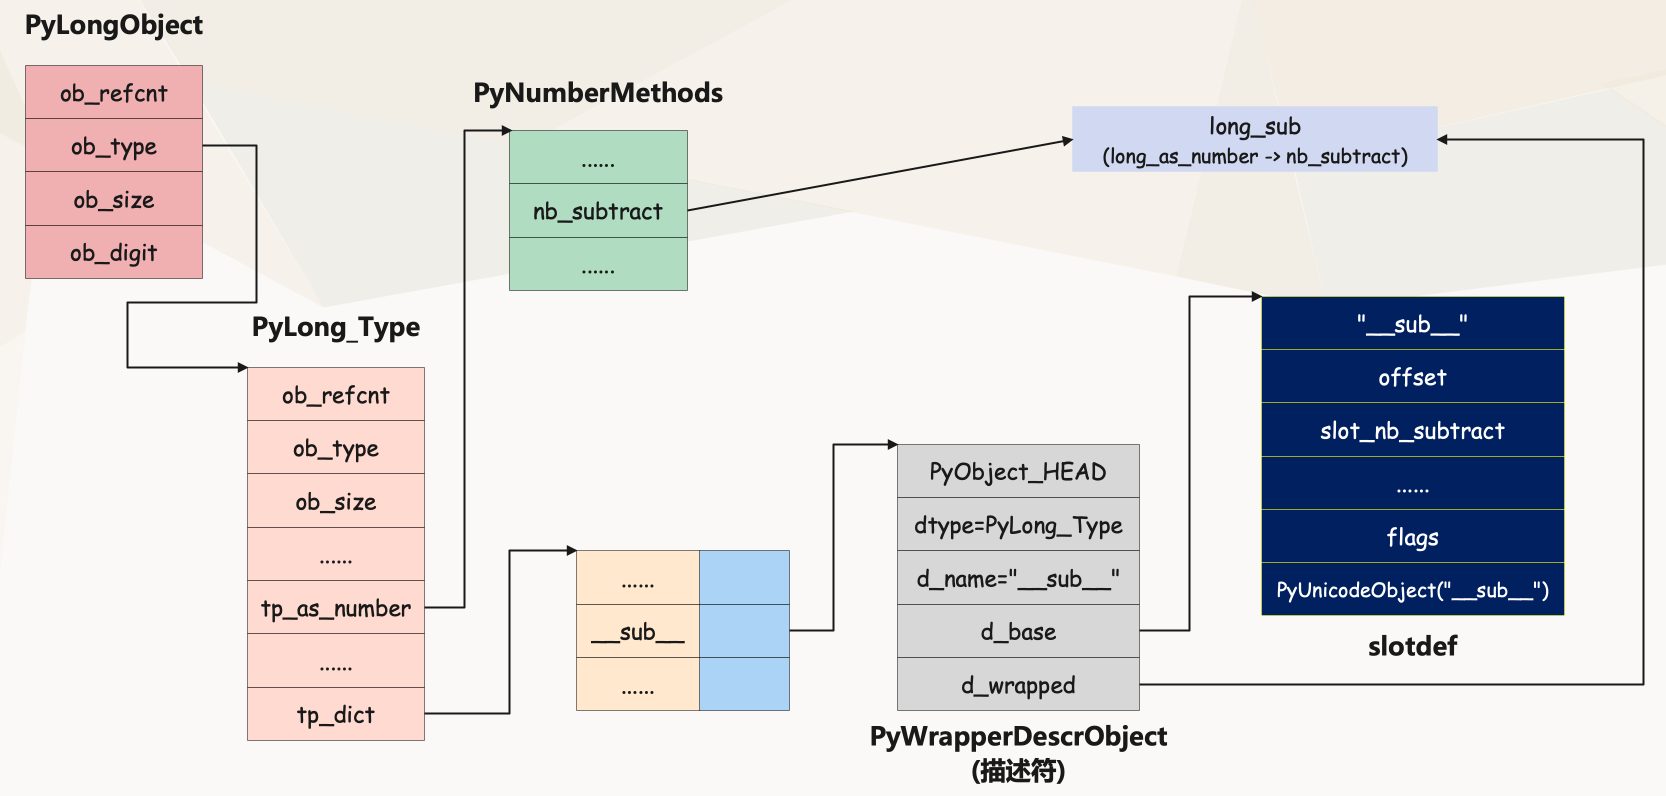 PyLongObject
ob_refcnt
ob_type
ob_size
ob_digit
PyNumberMethods
......
nb_subtract
......
long_sub
(long_as_number -> nb_subtract)
PyLong_Type
ob_refcnt
ob_type
ob_size
......
tp_as_number
......
tp_dict
......
__sub__
......
PyObject_HEAD
dtype=PyLong_Type
d_name="__sub__"
d_base
d_wrapped
PyWrapperDescrObject
(描述符)
"__sub__"
offset
slot_nb_subtract
......
flags
PyUnicodeObject("__sub__")
slotdef